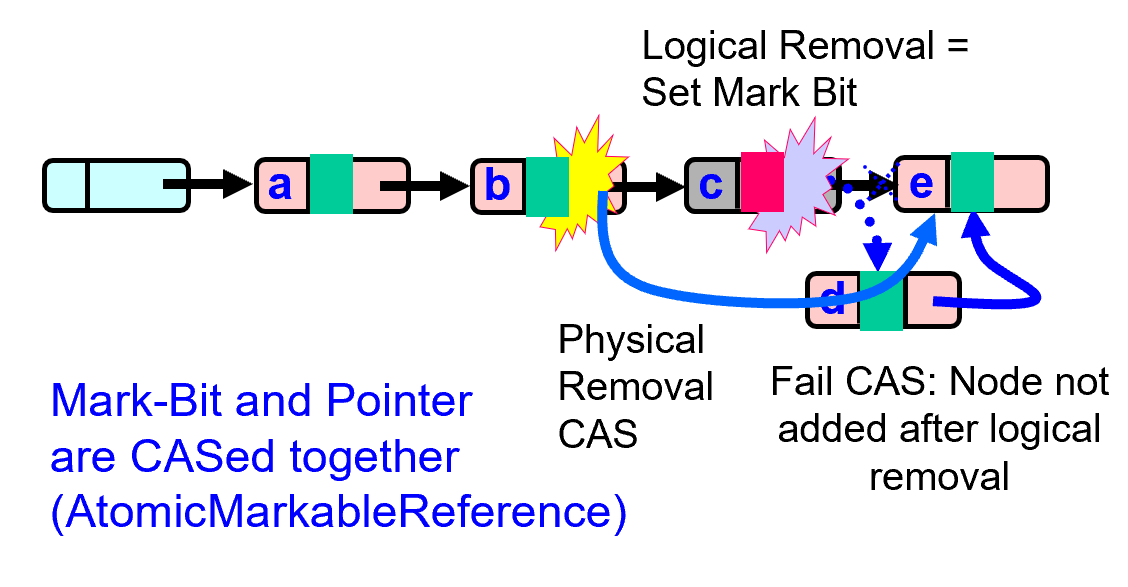 Logical Removal =
Set Mark Bit
a
b
c
e
d
Physical
Removal
CAS
Fail CAS: Node not
added after logical
removal
Mark-Bit and Pointer
are CASed together
(AtomicMarkableReference)